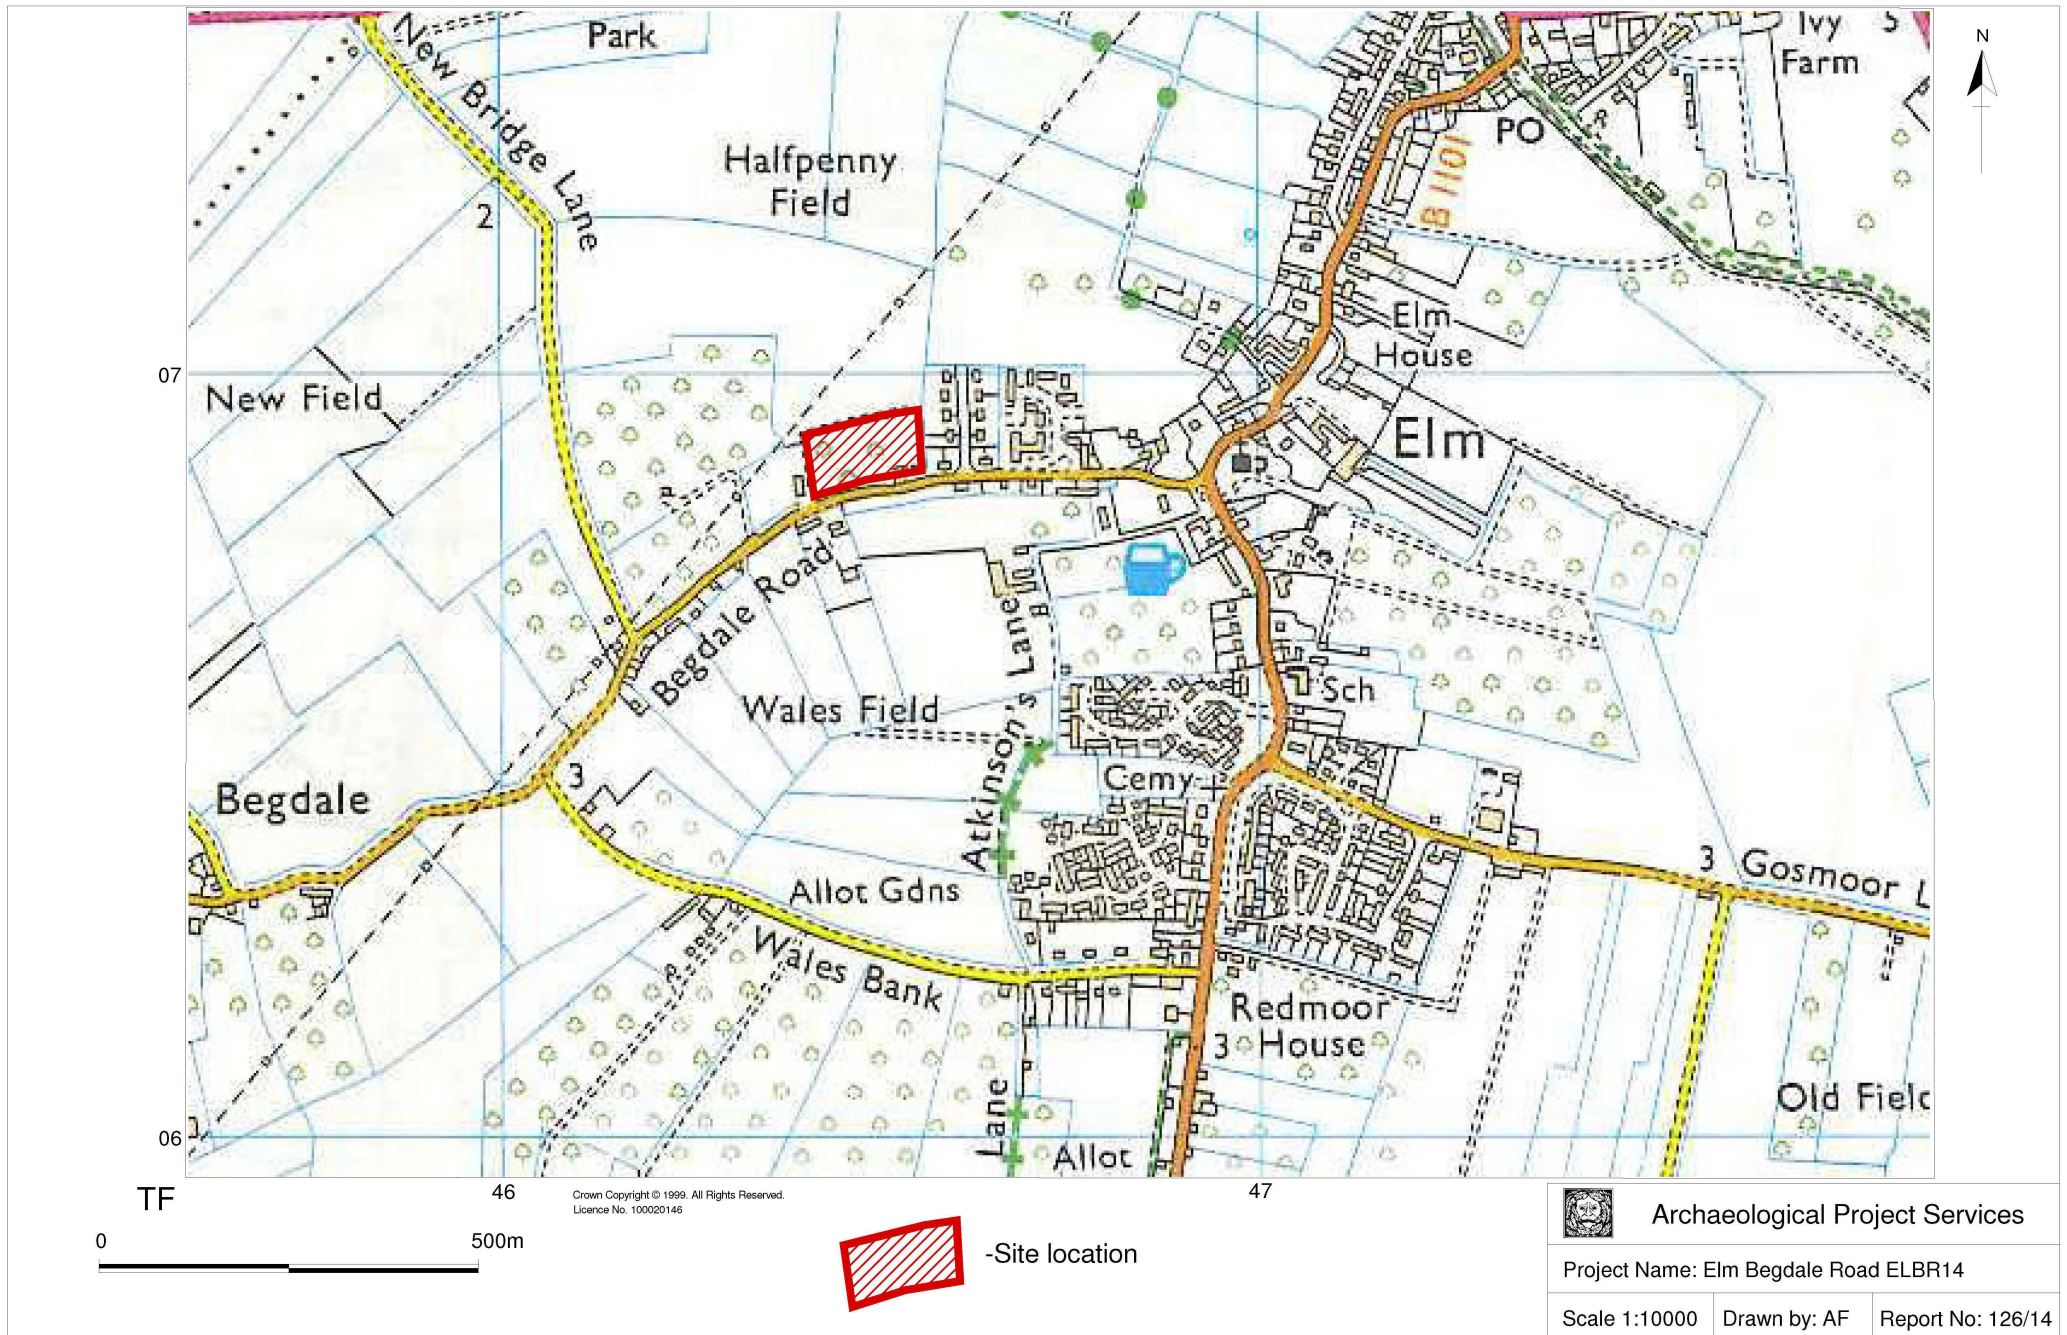 New Bridge Lane
Park
Ivy
Farm
5
PO
B 1101
Halfpenny
Field
2
Elm
House
07
New Field
Elm
Begdale Road
Atkinson's Lane
Sch
Wales Field
3
Cemy
Begdale
Allot Gdns
3
Gosmoor L
Wales Bank
Redmoor
House
3
Old Field
Lane
Allot
06
TF
46
47
Crown Copyright © 1999. All Rights Reserved.
Licence No. 100020146
0
500m
-Site location
N
Archaeological Project Services
Project Name: Elm Begdale Road ELBR14
Scale 1:10000
Drawn by: AF
Report No: 126/14